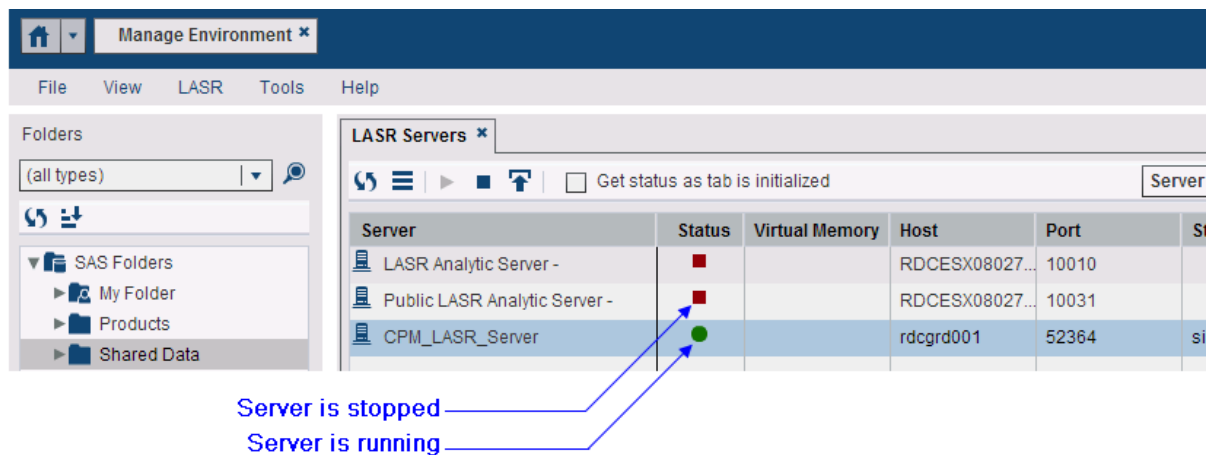 Manage Environment
File View LASR Tools Help
Folders
(all types)
SAS Folders
My Folder
Products
Shared Data
LASR Servers
Get status as tab is initialized
Server
Server Status Virtual Memory Host Port St
LASR Analytic Server - RDCESX08027... 10010
Public LASR Analytic Server - RDCESX08027... 10031
CPM_LASR_Server rdcgrd001 52364 si
Server is stopped
Server is running